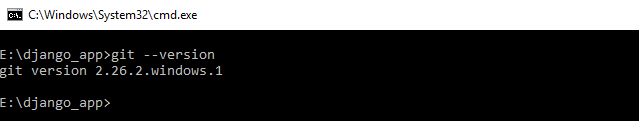 C:\Windows\System32\cmd.exe
E:\django_app>git --version
git version 2.26.2.windows.1
E:\django_app>